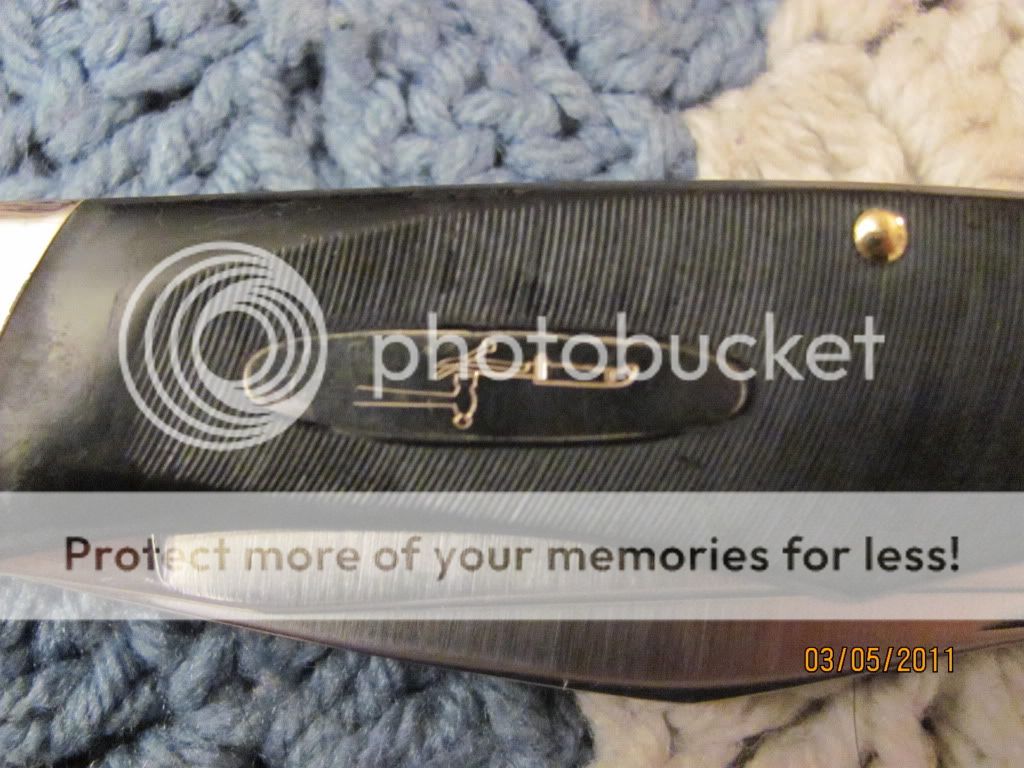 photobucket
Protect more of your memories for less!
03/05/2011